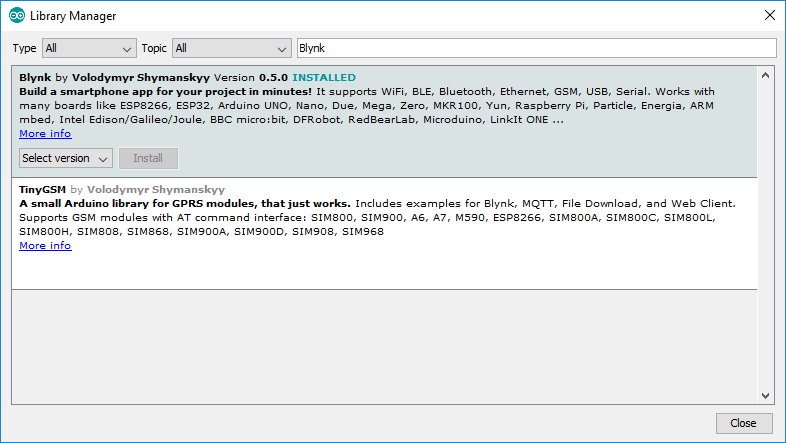 Library Manager
Type All Topic All Blynk
Blynk by Volodymyr Shymanskyy Version 0.5.0 INSTALLED
Build a smartphone app for your project in minutes! It supports WiFi, BLE, Bluetooth, Ethernet, GSM, USB, Serial. Works with
many boards like ESP8266, ESP32, Arduino UNO, Nano, Due, Mega, Zero, MKR100, Yun, Raspberry Pi, Particle, Energia, ARM
mbed, Intel Edison/Galileo/Joule, BBC micro:bit, DFRobot, RedBearLab, Microduino, LinkIt ONE ...
More info
Select version Install
TinyGSM by Volodymyr Shymanskyy
A small Arduino library for GPRS modules, that just works. Includes examples for Blynk, MQTT, File Download, and Web Client.
Supports GSM modules with AT command interface: SIM800, SIM900, A6, A7, M590, ESP8266, SIM800A, SIM800C, SIM800L,
SIM800H, SIM808, SIM868, SIM900A, SIM900D, SIM908, SIM968
More info
Close